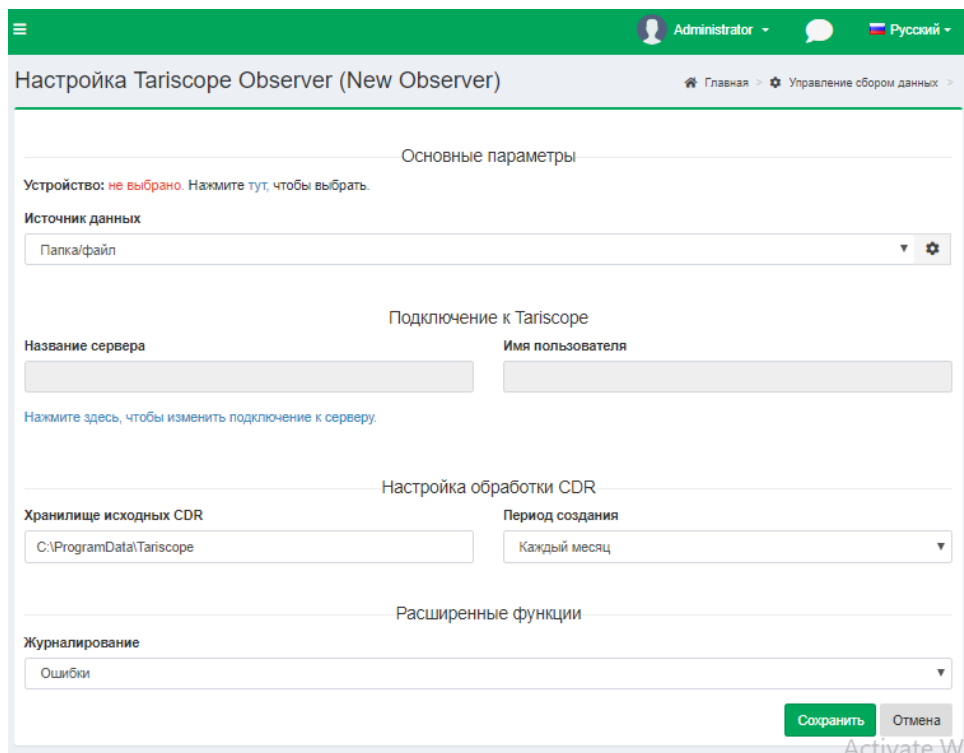 Administrator
Русский
Настройка Tariscope Observer (New Observer)
Главная > Управление сбором данных >
Основные параметры
Устройство: не выбрано. Нажмите тут, чтобы выбрать.
Источник данных
Папка/файл
Подключение к Tariscope
Название сервера
Имя пользователя
Нажмите здесь, чтобы изменить подключение к серверу.
Настройка обработки CDR
Хранилище исходных CDR
Период создания
C:\ProgramData\Tariscope
Каждый месяц
Расширенные функции
Журналирование
Ошибки
Сохранить
Отмена
Activate W